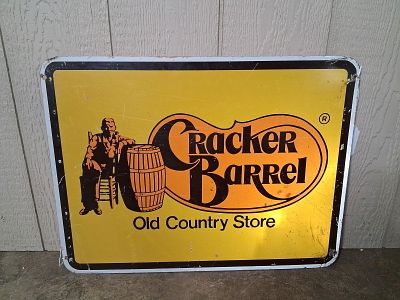 Cracker
Barrel
®
Old Country Store